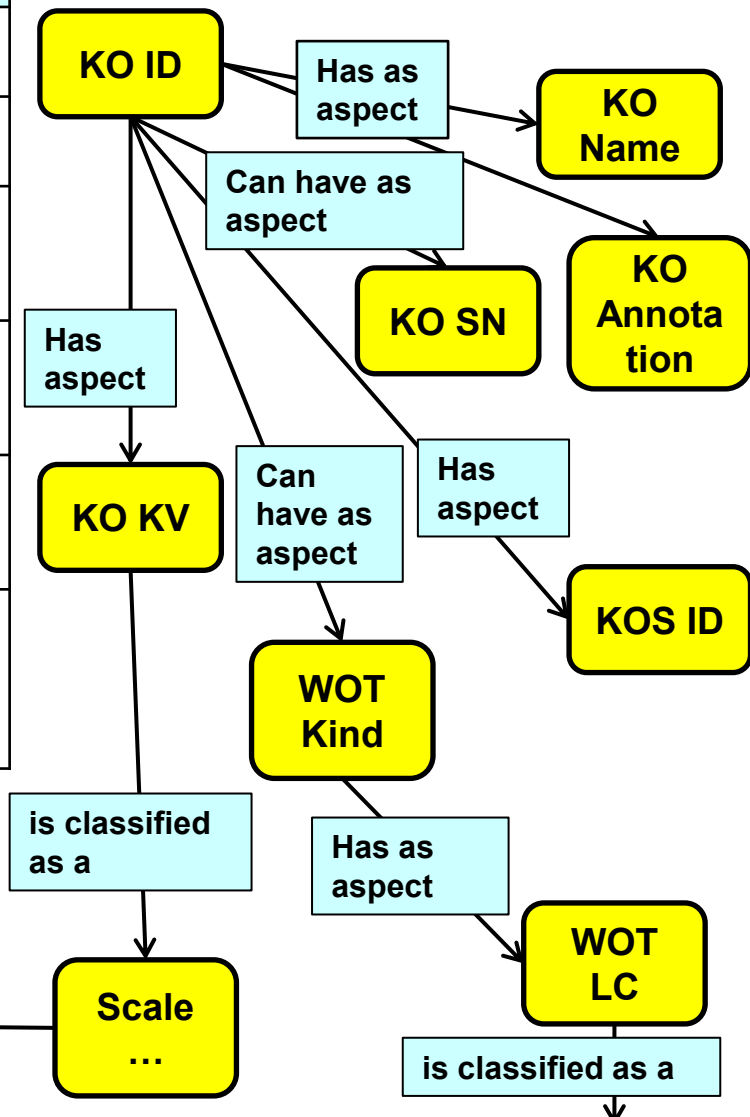 KO ID
Has as
aspect
KO
Name
Can have as
aspect
KO SN
KO
Annota
tion
Has
aspect
KO KV
Can
have as
aspect
Has
aspect
KOS ID
WOT
Kind
is classified
as a
Has as
aspect
WOT
LC
Scale
…
is classified as a